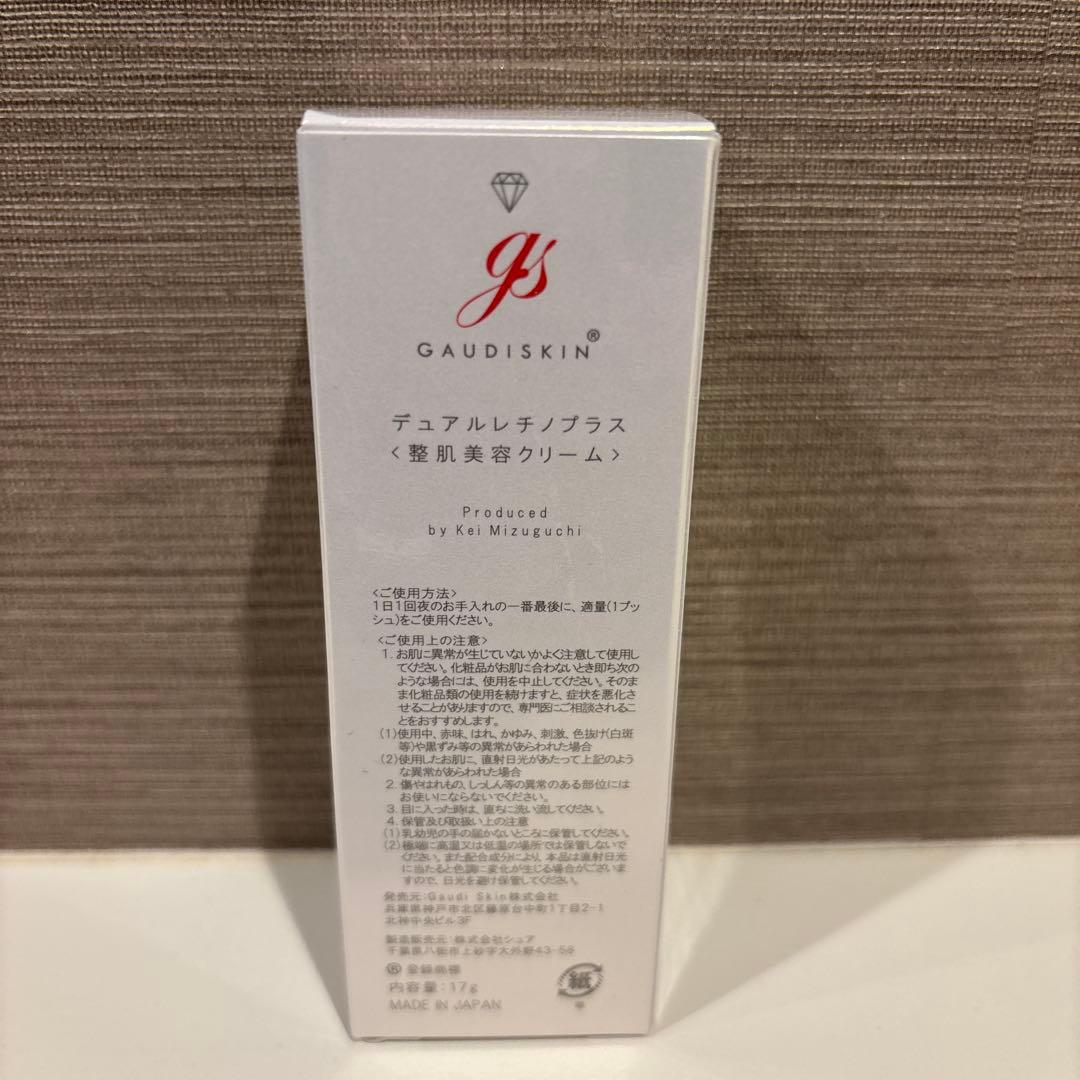 gs
GAUDISKIN®
デュアルレチノプラス
<整肌美容クリーム>
Produced
by Kei Mizuguchi
<ご使用方法>
1日1回夜のお手入れの一番最後に、適量(1プッ
シュ)をご使用ください。
<ご使用上の注意>
1. お肌に異常が生じていないかよく注意して使用し
てください。化粧品がお肌に合わないとき即ち次の
ような場合には、使用を中止してください。そのま
ま化粧品類の使用を続けますと、症状を悪化さ
せることがありますので、専門医にご相談されるこ
とをおすすめします。
(1)使用中、赤味、はれ、かゆみ、刺激、色抜け(白斑
等)や黒ずみ等の異常があらわれた場合
(2)使用したお肌に、直射日光があたって上記のよう
な異常があらわれた場合
2. 傷やはれもの、しっしん等の異常のある部位には
お使いにならないでください。
3. 目に入った時は、直ちに洗い流してください。
4. 保管及び取扱い上の注意
(1)乳幼児の手の届かないところに保管してください。
(2)極端に高温又は低温の場所では保管しないで
ください。また配合成分により、本品は直射日光
に当たると色調に変化が生じる場合がございま
すので、日光を避け保管してください。
発売元:Gaudi Skin株式会社
兵庫県神戸市北区藤原台中町1丁目2-1
北神中央ビル3F
製造販売元:株式会社シュア
千葉県八街市上砂字大外野43-58
® 登録商標
内容量:17g
MADE IN JAPAN
紙